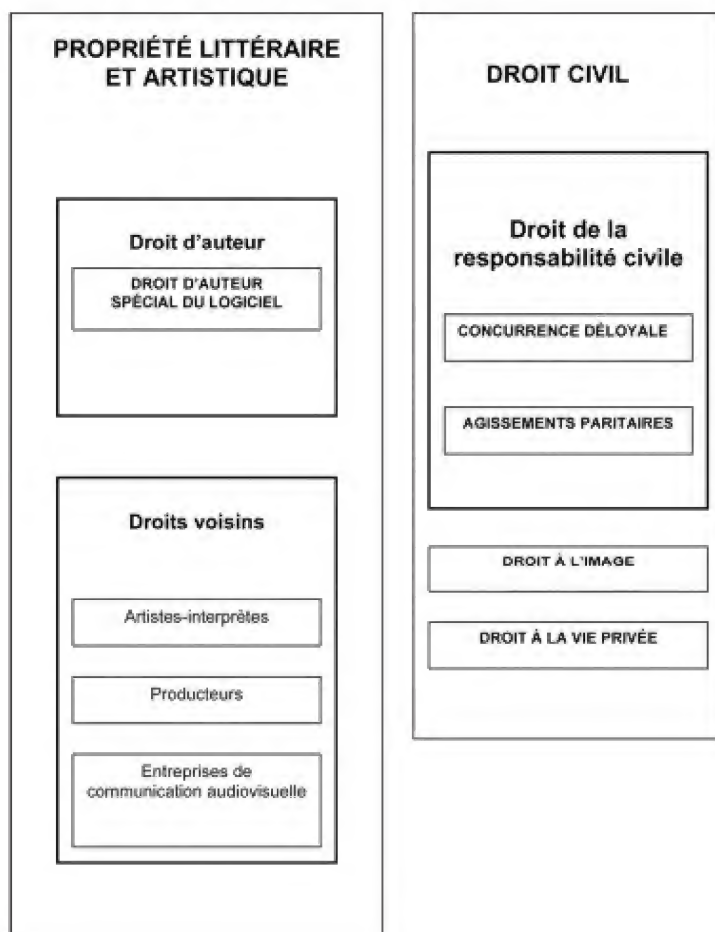 PROPRIÉTÉ LITTÉRAIRE
ET ARTISTIQUE
Droit d'auteur
DROIT D'AUTEUR
SPÉCIAL DU LOGICIEL
Droits voisins
Artistes-interprètes
Producteurs
Entreprises de
communication audiovisuelle
DROIT CIVIL
Droit de la
responsabilité civile
CONCURRENCE DÉLOYALE
AGISSEMENTS PARITAIRES
DROIT À L'IMAGE
DROIT À LA VIE PRIVÉE